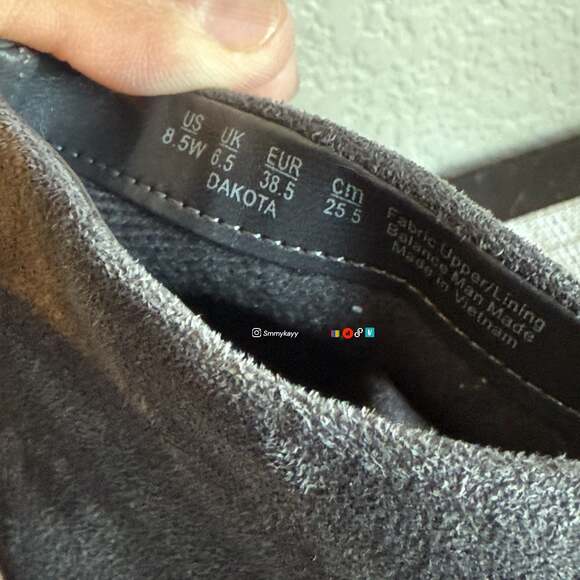 US UK EUR cm
8.5W 6.5 38.5 25.5
DAKOTA
Fabric Upper/Lining
Balance Man Made
Made in Vietnam
Smmykayy